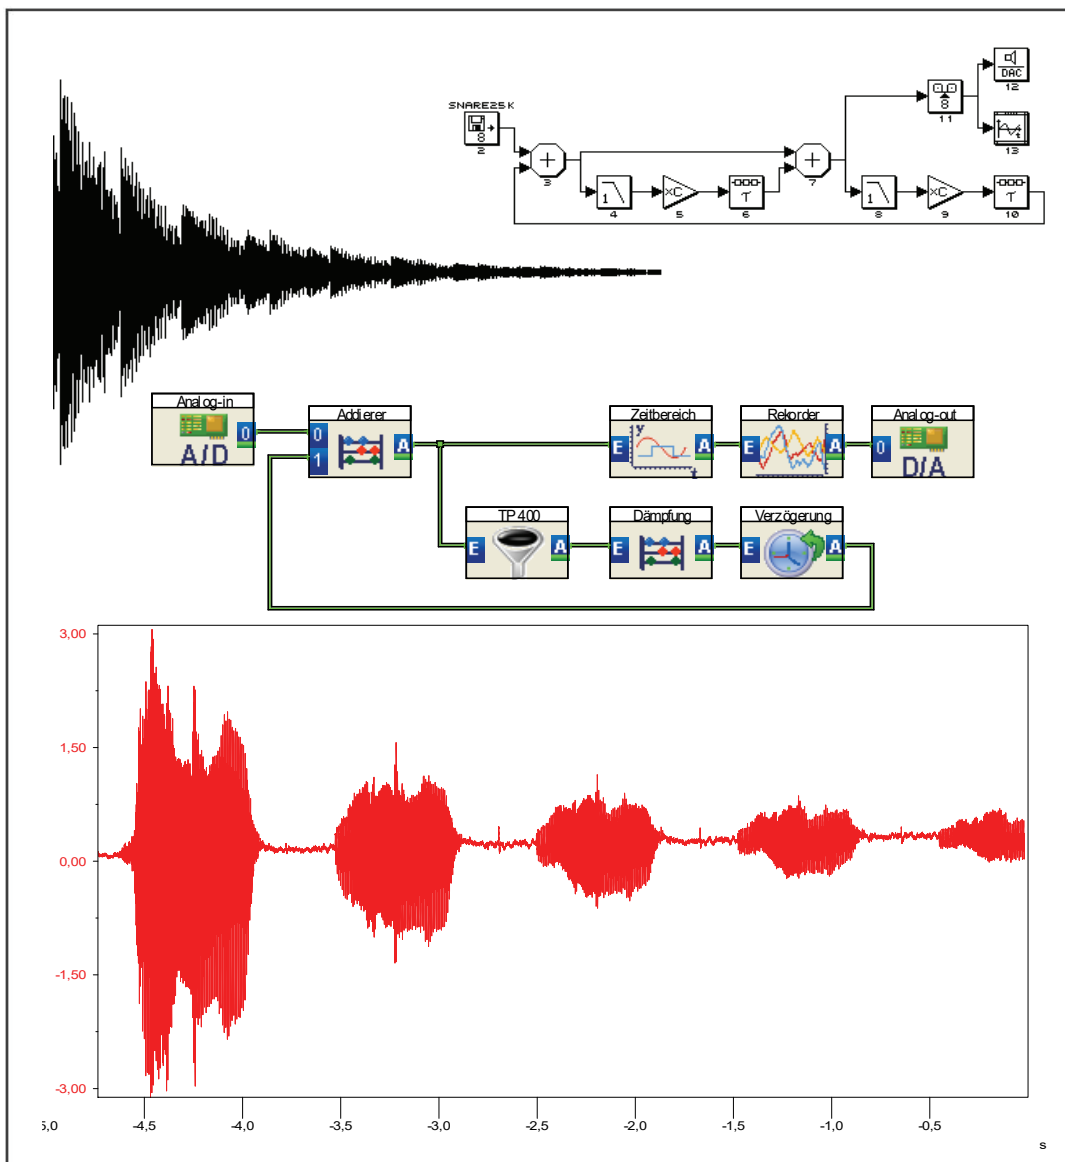 SNARE25K
8
2
+
3
1
4
×C
5
τ
6
+
7
1
8
×C
9
τ
10
8
11
DAC
12
13
Analog-in
A/D
0
Addierer
0
1
A
Zeitbereich
E
y
t
A
Rekorder
E
A
Analog-out
0
D/A
TP 400
E
A
Dämpfung
E
A
Verzögerung
E
A
3,00
1,50
0,00
-1,50
-3,00
5,0
-4,5
-4,0
-3,5
-3,0
-2,5
-2,0
-1,5
-1,0
-0,5
s